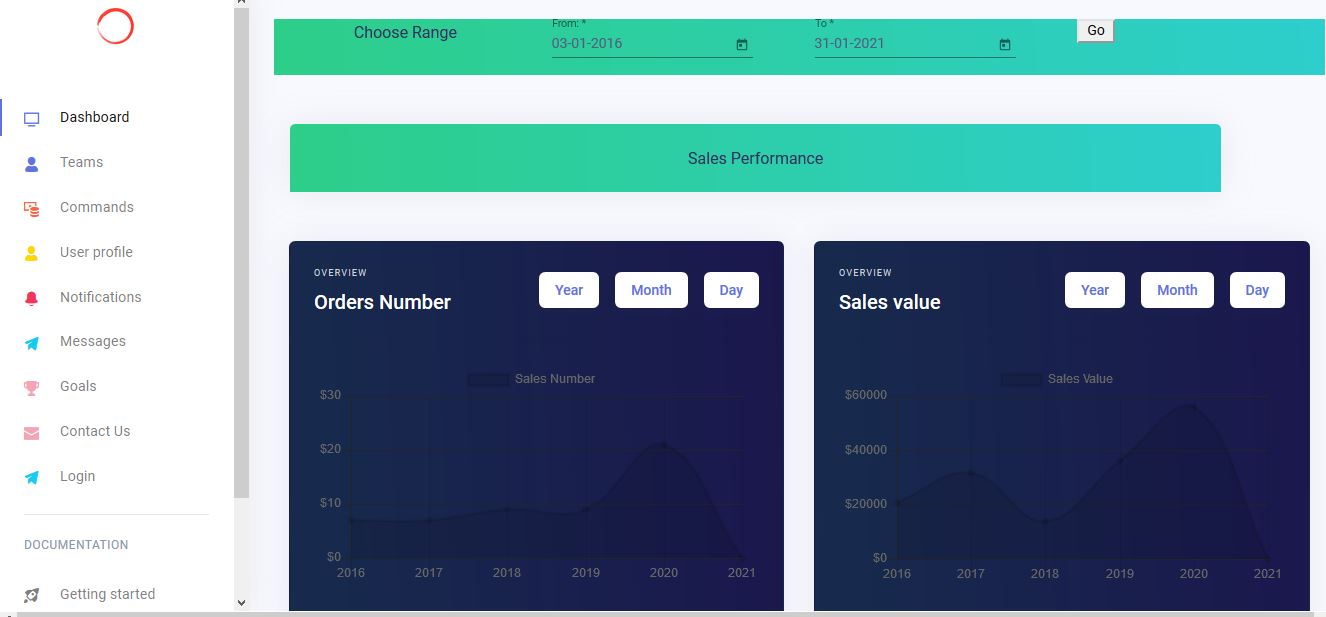 Dashboard
Teams
Commands
User profile
Notifications
Messages
Goals
Contact Us
Login
DOCUMENTATION
Getting started
Choose Range
From: *
03-01-2016
To *
31-01-2021
Go
Sales Performance
OVERVIEW
Orders Number
Year
Month
Day
Sales Number
$30
$20
$10
$0
2016 2017 2018 2019 2020 2021
OVERVIEW
Sales value
Year
Month
Day
Sales Value
$60000
$40000
$20000
$0
2016 2017 2018 2019 2020 2021